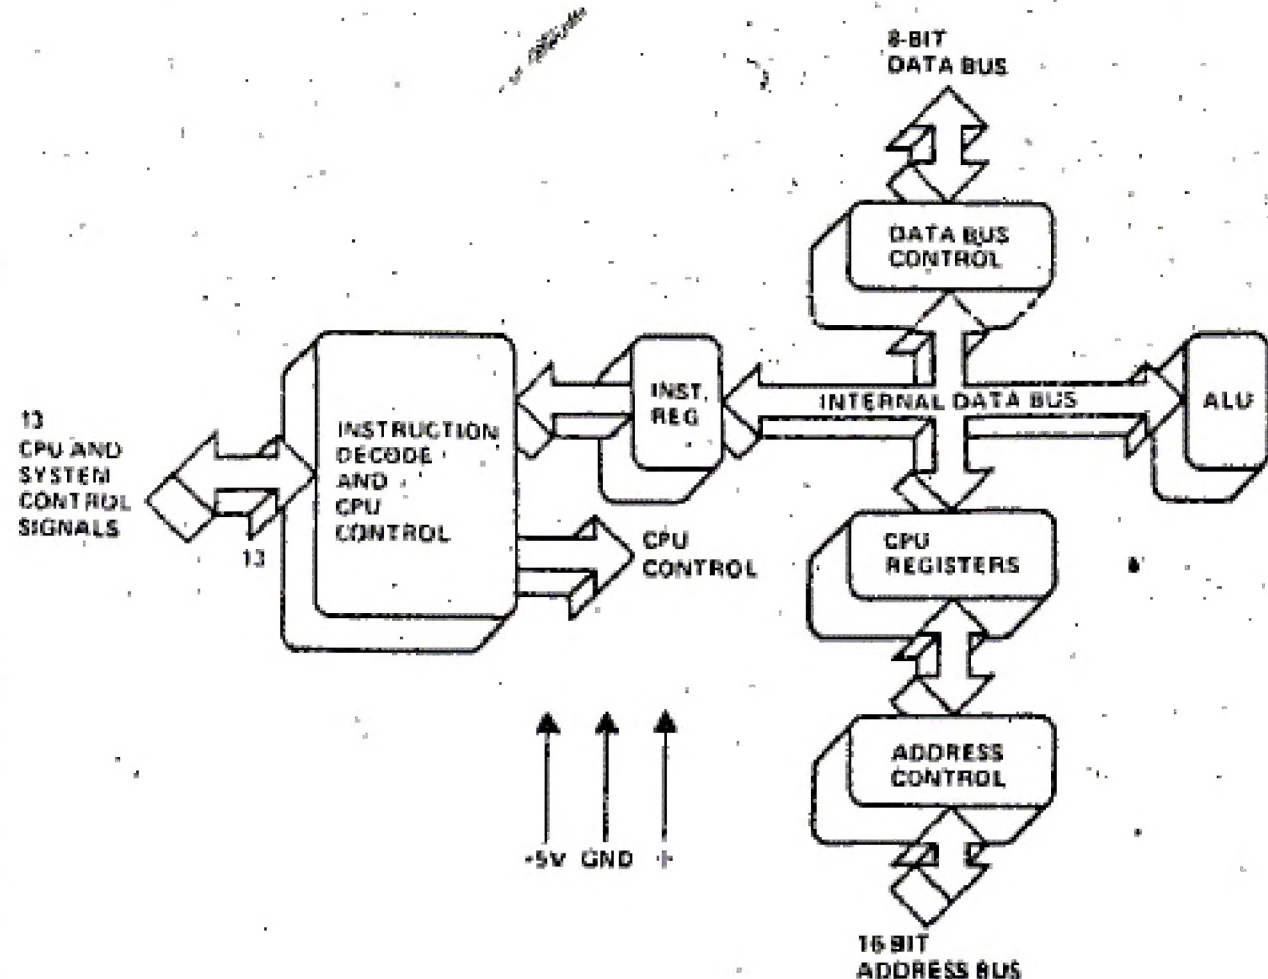 8-BIT
DATA BUS
DATA BUS
CONTROL
INST.
REG
INTERNAL DATA BUS
ALU
13
CPU AND
SYSTEM
CONTROL
SIGNALS
13
INSTRUCTION
DECODE
AND
CPU
CONTROL
CPU
CONTROL
CPU
REGISTERS
ADDRESS
CONTROL
+5V GND
16 BIT
ADDRESS BUS